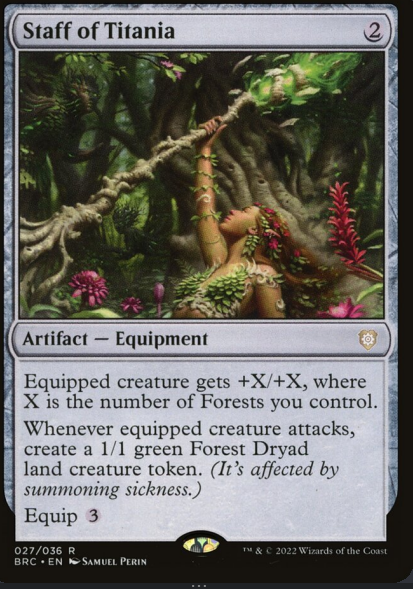 Staff of Titania 2
Artifact — Equipment
Equipped creature gets +X/+X, where
X is the number of Forests you control.
Whenever equipped creature attacks,
create a 1/1 green Forest Dryad
land creature token. (It's affected by
summoning sickness.)
Equip 3
027/036 R
™ & © 2022 Wizards of the Coast
BRC • EN Samuel Perin